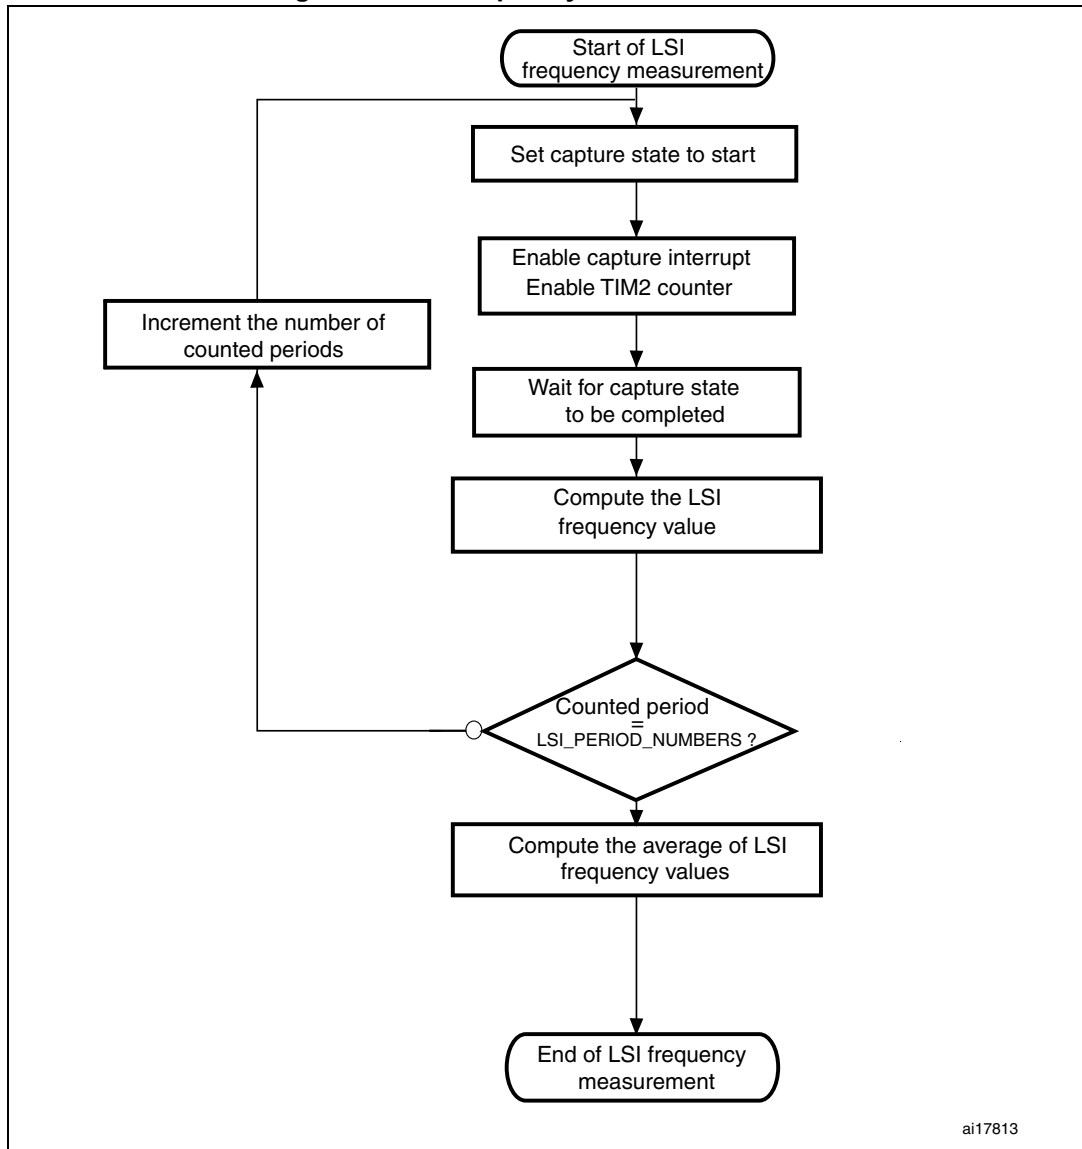 Start of LSI
frequency measurement
Set capture state to start
Enable capture interrupt
Enable TIM2 counter
Increment the number of
counted periods
Wait for capture state
to be completed
Compute the LSI
frequency value
Counted period
=
LSI_PERIOD_NUMBERS ?
Compute the average of LSI
frequency values
End of LSI frequency
measurement
ai17813